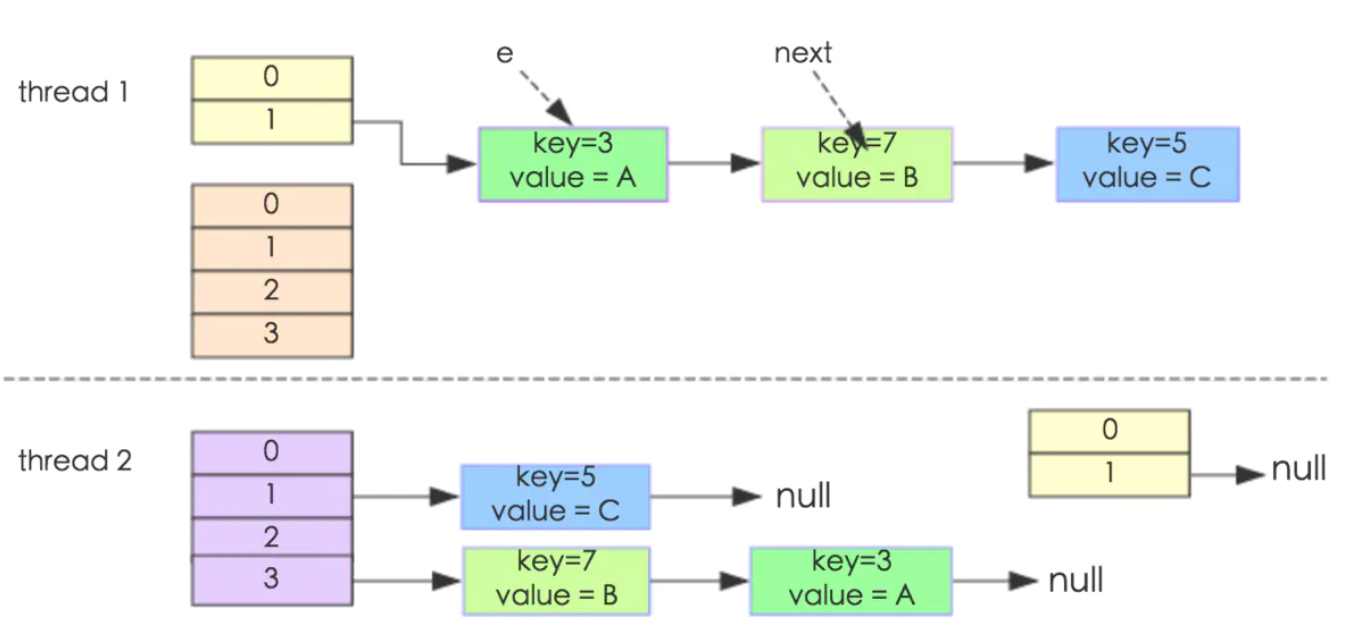 e
next
thread 1
0
1
key=3
value = A
key=7
value = B
key=5
value = C
0
1
2
3
thread 2
0
1
2
3
key=5
value = C
null
key=7
value = B
key=3
value = A
null
0
1
null